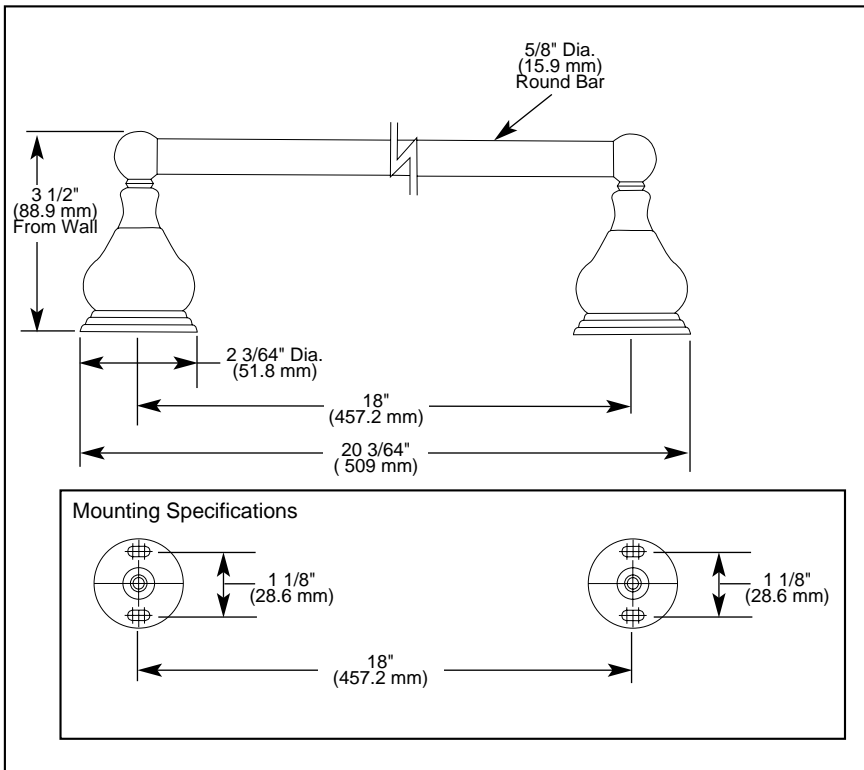 5/8" Dia.
(15.9 mm)
Round Bar
3 1/2"
(88.9 mm)
From Wall
2 3/64" Dia.
(51.8 mm)
18"
(457.2 mm)
20 3/64"
( 509 mm)
Mounting Specifications
1 1/8"
(28.6 mm)
1 1/8"
(28.6 mm)
18"
(457.2 mm)